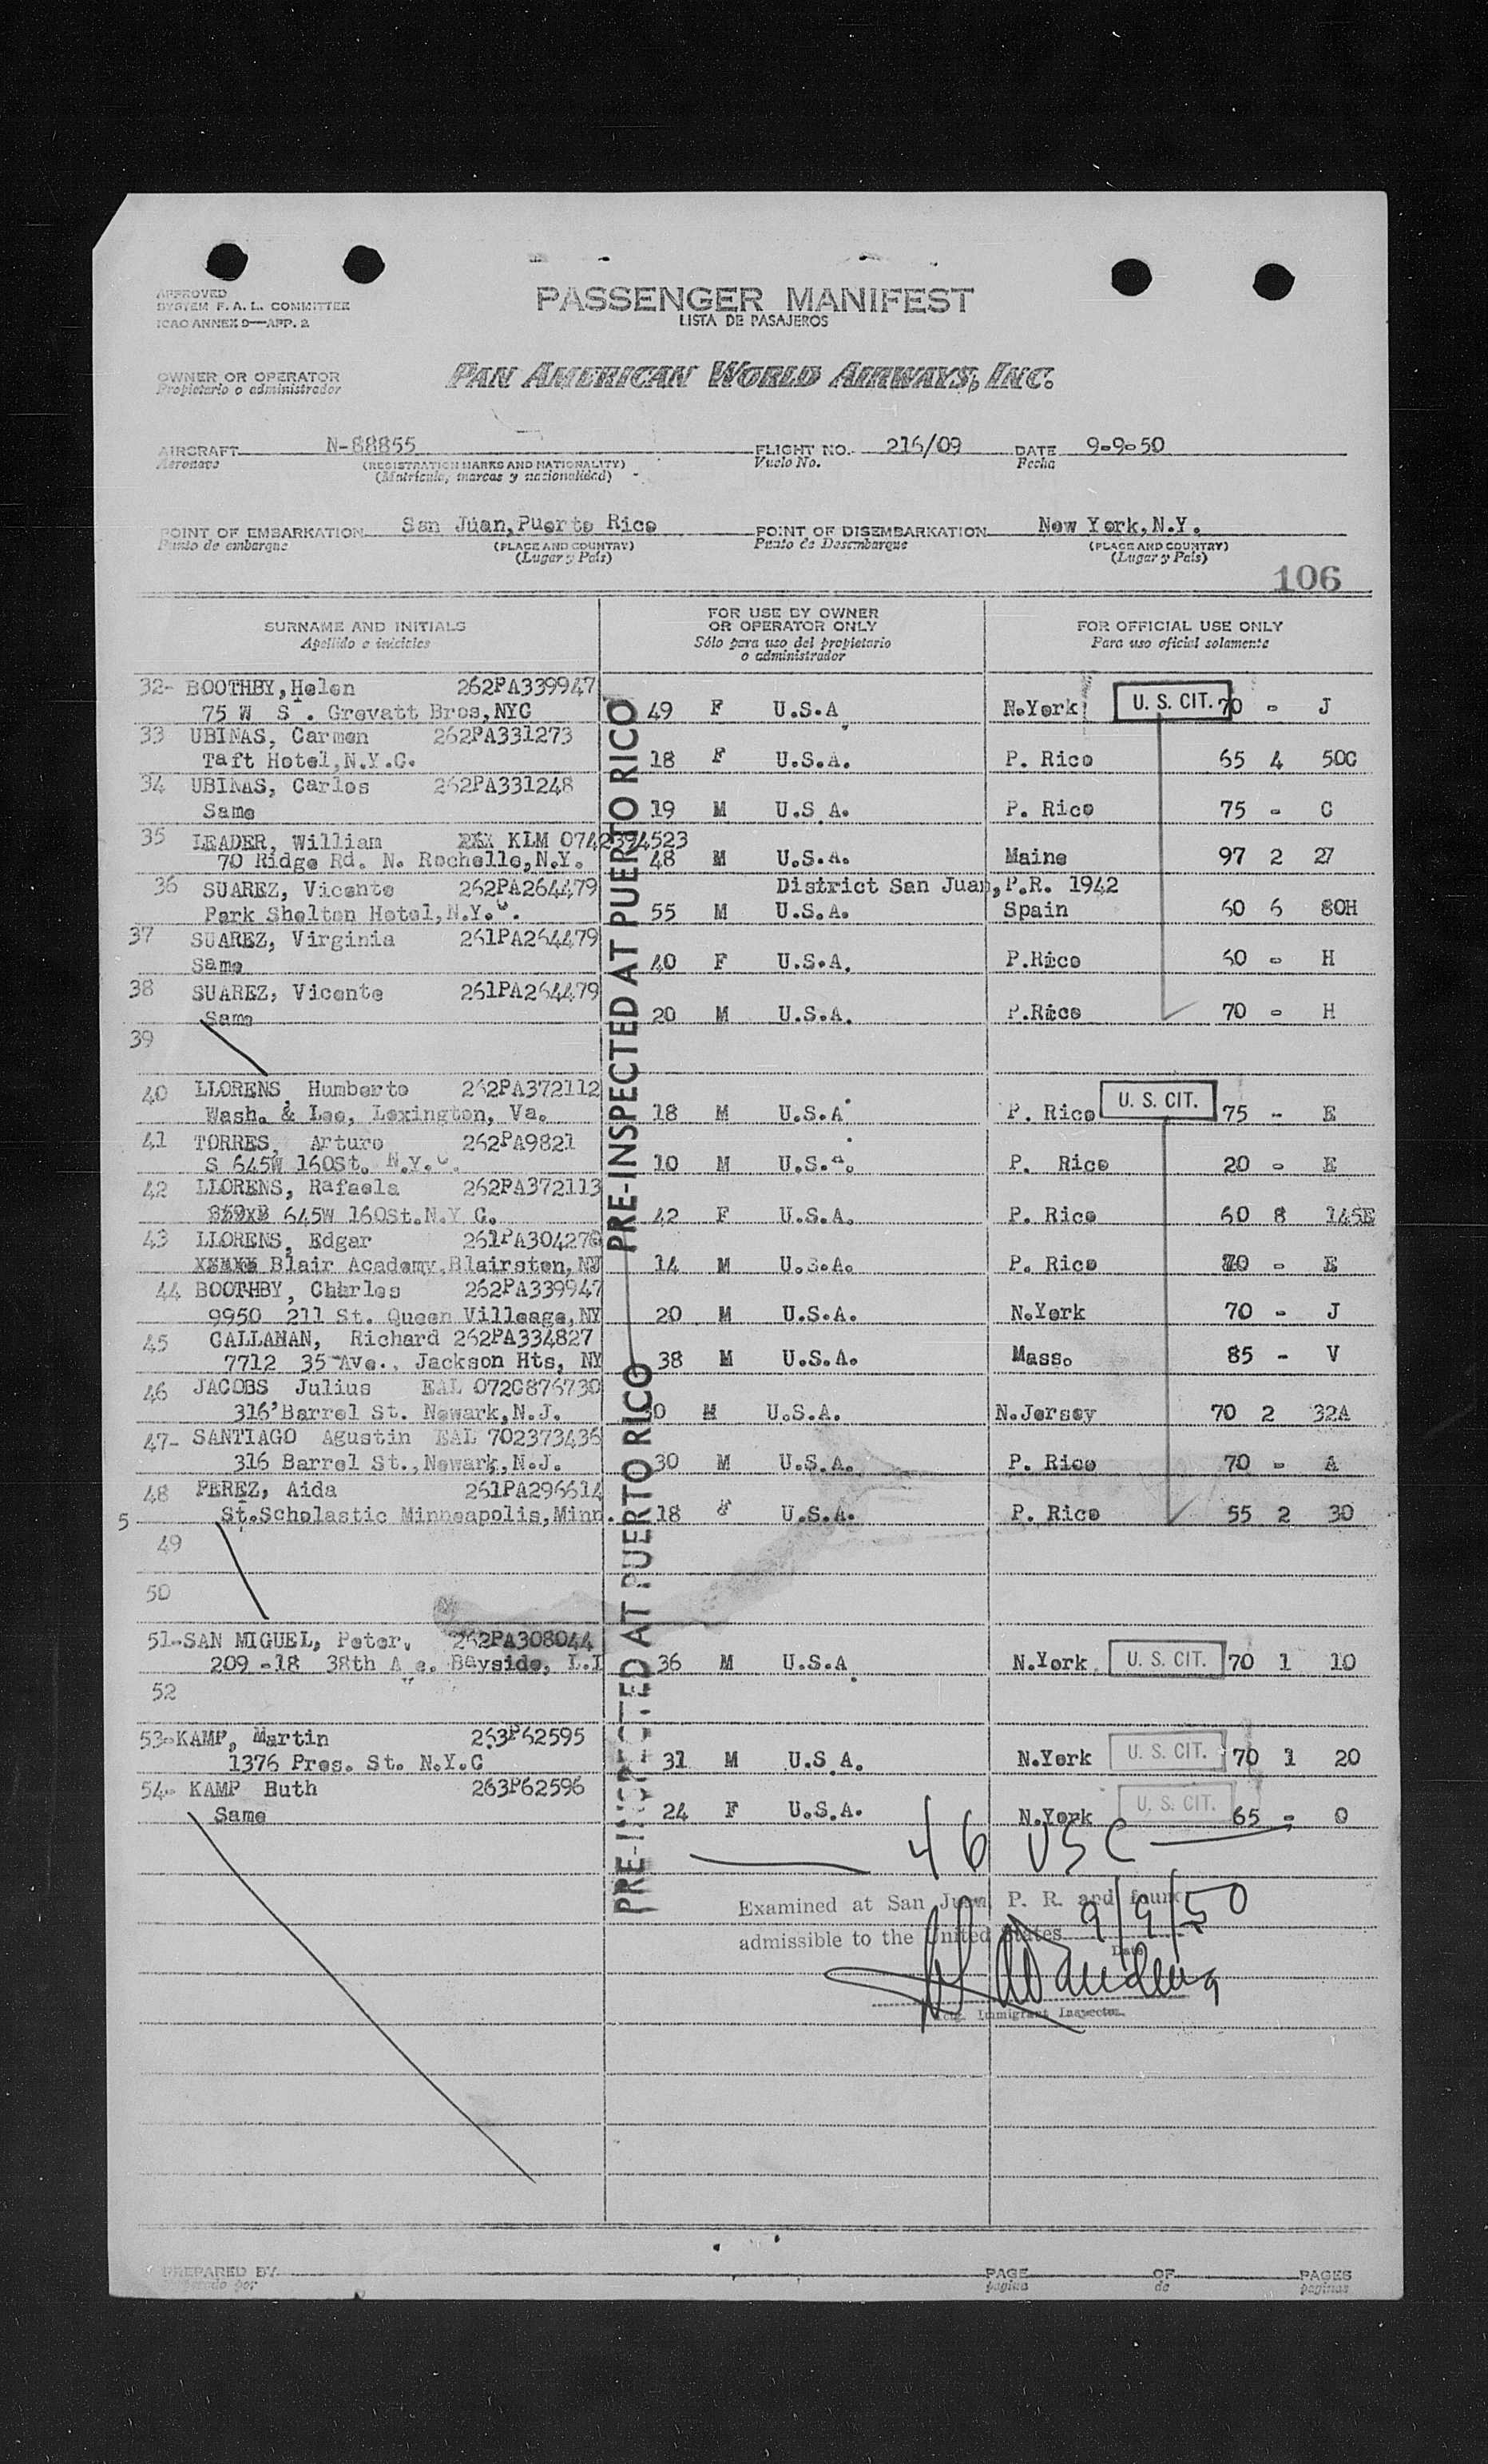 APPROVED
SYSTEM F. A. L. COMMITTEE
ICAO ANNEX 9—APP. 2
PASSENGER MANIFEST
LISTA DE PASAJEROS
OWNER OR OPERATOR
Propietario o administrador
PAN AMERICAN WORLD AIRWAYS, INC.
AIRCRAFT N-88855 FLIGHT NO. 216/09 DATE 9-9-50
Aeronave (REGISTRATION MARKS AND NATIONALITY) Vuelo No. Fecha
(Matrícula, marcas y nacionalidad)
POINT OF EMBARKATION San Juan, Puerto Rico POINT OF DISEMBARKATION New York, N.Y.
Punto de embarque (PLACE AND COUNTRY) Punto de Desembarque (PLACE AND COUNTRY)
(Lugar y País) (Lugar y País)
106
SURNAME AND INITIALS FOR USE BY OWNER OR OPERATOR ONLY FOR OFFICIAL USE ONLY
Apellido e iniciales Sólo para uso del propietario o administrador Para uso oficial solamente
32- BOOTHBY, Helen 262PA339947
75 W S . Grevatt Bros, NYC 49 F U.S.A N.York U. S. CIT. 70 - J
33 UBINAS, Carmen 262PA331273
Taft Hotel, N.Y.C. 18 F U.S.A. P. Rico 65 4 50C
34 UBINAS, Carlos 262PA331248
Same 19 M U.S.A. P. Rico 75 - C
35 LEADER, William KLM 0742394523
70 Ridge Rd. N. Rochelle, N.Y. 48 M U.S.A. Maine 97 2 27
36 SUAREZ, Vicente 262PA264479 District San Juan, P.R. 1942
Park Shelton Hotel, N.Y.C. 55 M U.S.A. Spain 60 6 80H
37 SUAREZ, Virginia 261PA264479
Same 40 F U.S.A. P.Rico 60 - H
38 SUAREZ, Vicente 261PA264479
Same 20 M U.S.A. P.Rico 70 - H
39
40 LLORENS, Humberto 262PA372112
Wash. & Lee, Lexington, Va. 18 M U.S.A P. Rico U. S. CIT. 75 - E
41 TORRES, Arturo 262PA9821
S 645W 160St. N.Y.C. 10 M U.S.A. P. Rico 20 - E
42 LLORENS, Rafaela 262PA372113
645W 160St. N.Y C. 42 F U.S.A. P. Rico 60 8 145E
43 LLORENS, Edgar 261PA304278
Blair Academy, Blairston, NJ 14 M U.S.A. P. Rico 70 - E
44 BOOTHBY, Charles 262PA339947
9950 211 St. Queen Villeage, NY 20 M U.S.A. N.York 70 - J
45 CALLAHAN, Richard 262PA334827
7712 35 Ave., Jackson Hts, NY 38 M U.S.A. Mass. 85 - V
46 JACOBS Julius EAL 0720876730
316 Barrel St. Newark, N.J. 30 M U.S.A. N.Jersey 70 2 32A
47- SANTIAGO Agustin EAL 702373436
316 Barrel St., Newark, N.J. 30 M U.S.A. P. Rico 70 - A
48 PEREZ, Aida 261PA296614
5 St. Scholastic Minneapolis, Minn. 18 F U.S.A. P. Rico 55 2 30
49
50
51- SAN MIGUEL, Peter, 262PA308044
209 -18 38th Ave. Bayside, L.I 36 M U.S.A N.York U. S. CIT. 70 1 10
52
53- KAMP, Martin 263P62595
1376 Pres. St. N.Y.C 31 M U.S.A. N.York U. S. CIT. 70 1 20
54- KAMP Ruth 263P62596
Same 24 F U.S.A. N.York U. S. CIT. 65 - O
PRE-INSPECTED AT PUERTO RICO
PRE-INSPECTED AT PUERTO RICO
46 USC
Examined at San Juan, P. R. and found
admissible to the United States 9/9/50
Date
Immigrant Inspector
PREPARED BY PAGE OF PAGES
Preparado por página de páginas